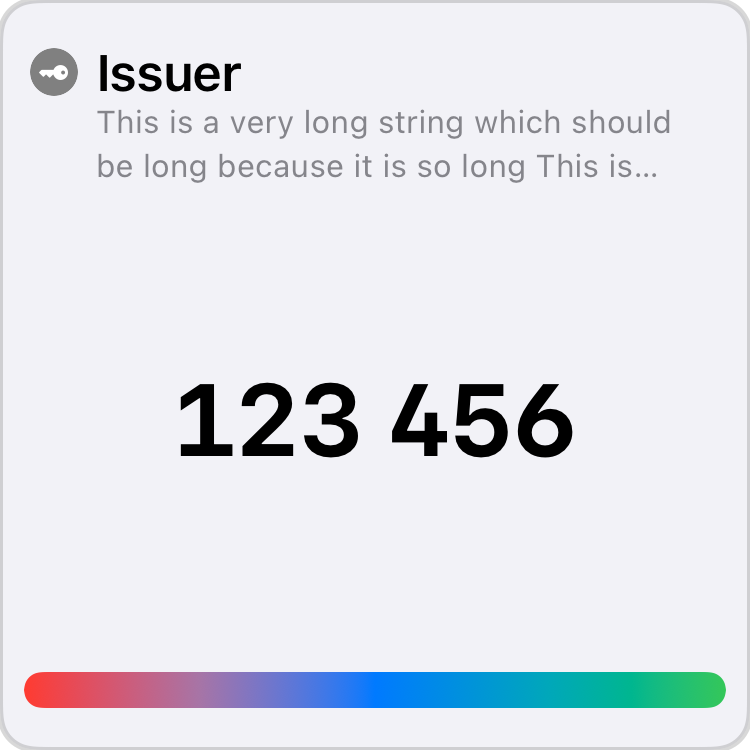 Issuer
This is a very long string which should
be long because it is so long This is...
123 456